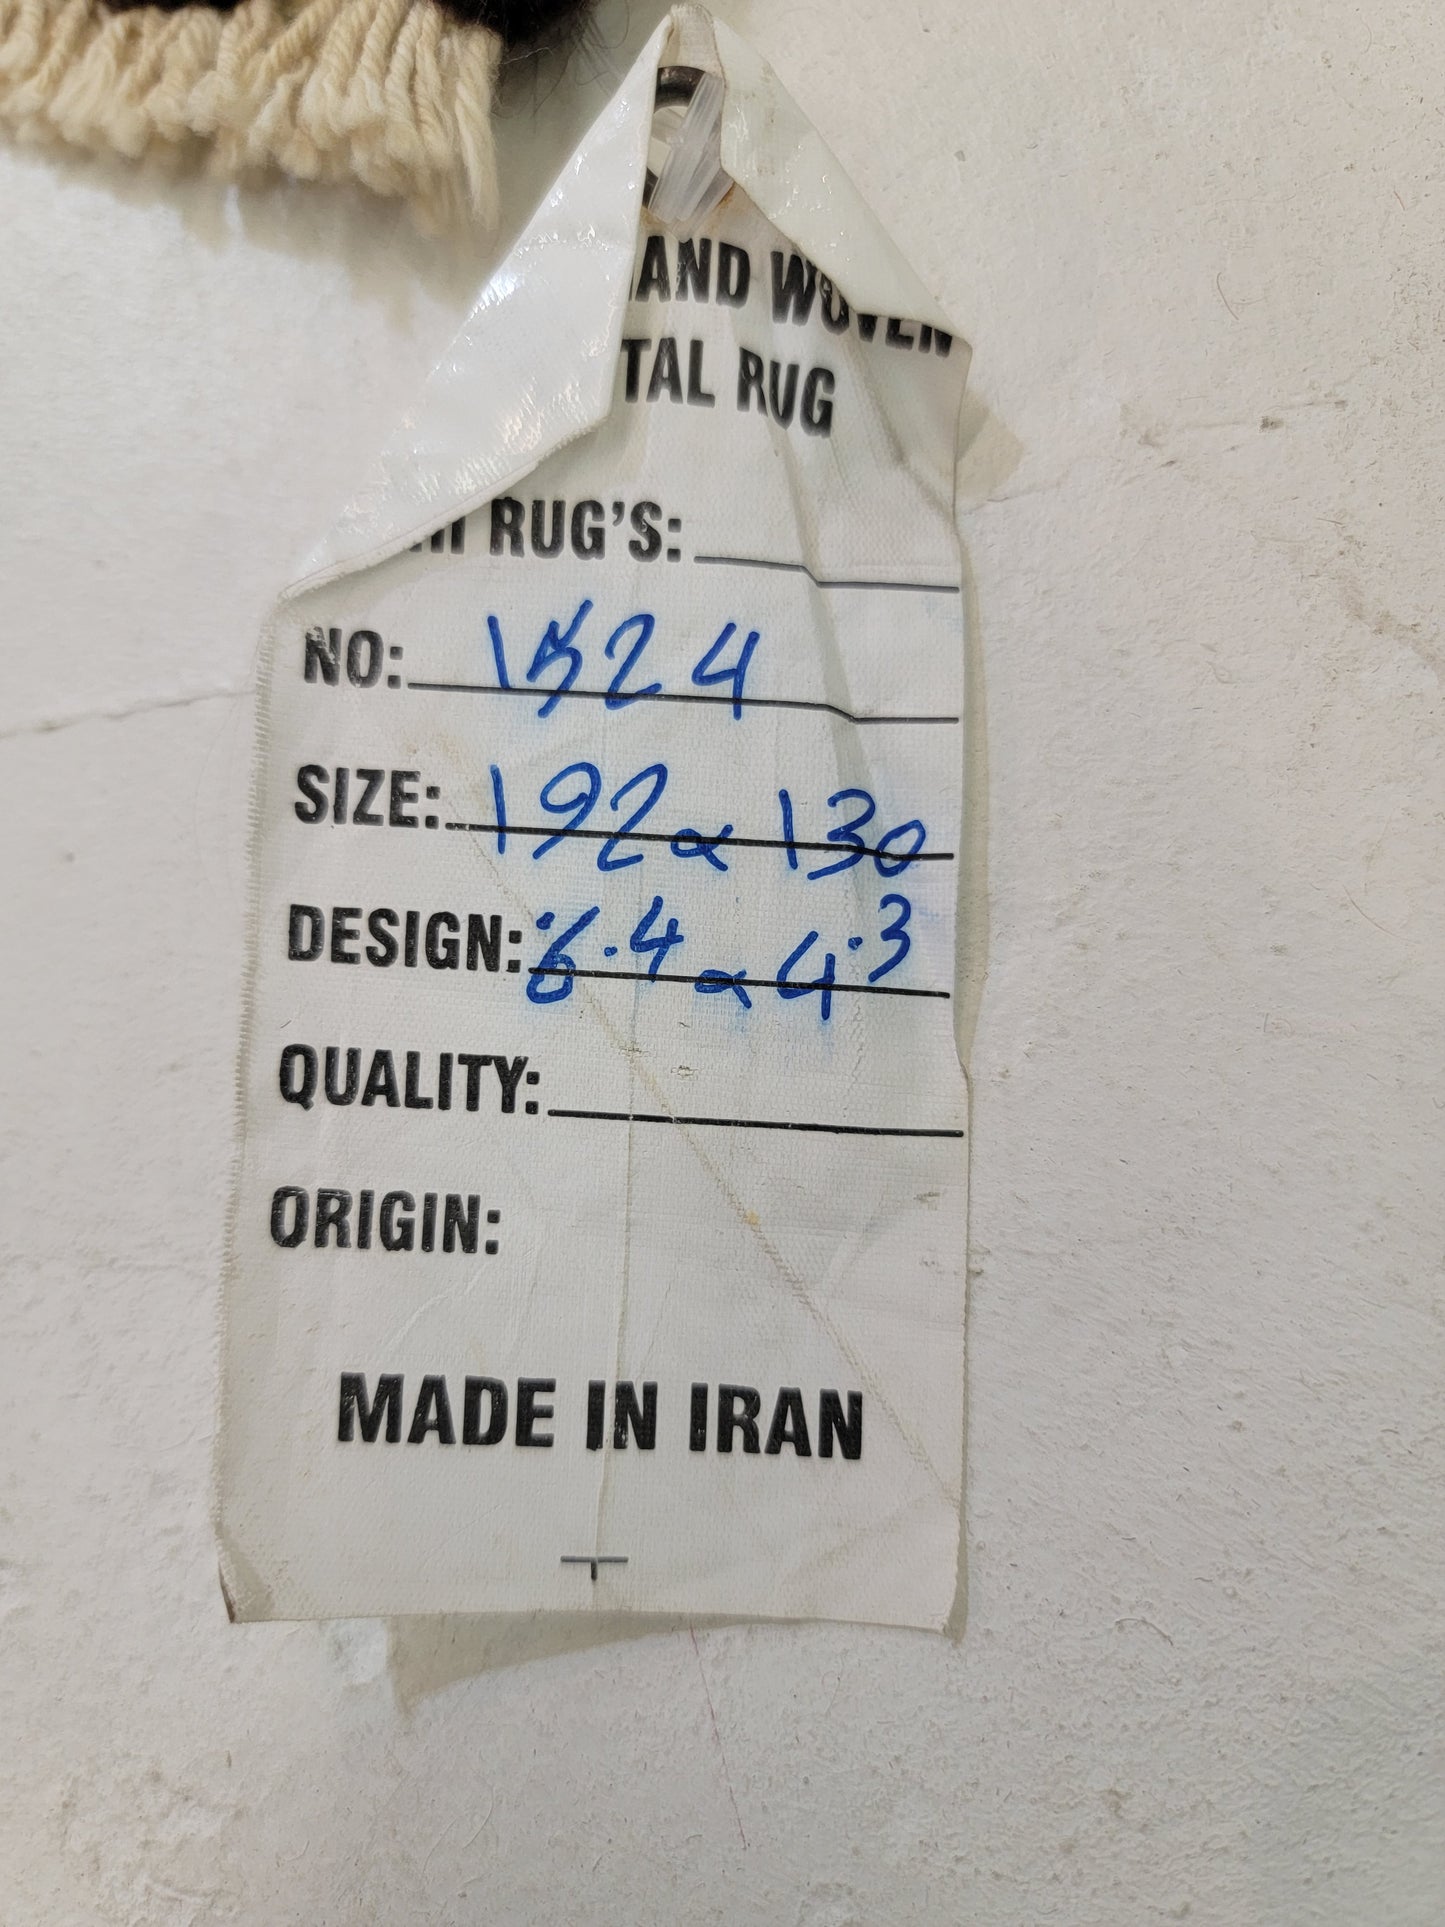 HAND WOVEN
TAL RUG
RUG'S:
NO: 1524
SIZE: 192 x 130
DESIGN: 6.4 x 4.3
QUALITY:
ORIGIN:
MADE IN IRAN